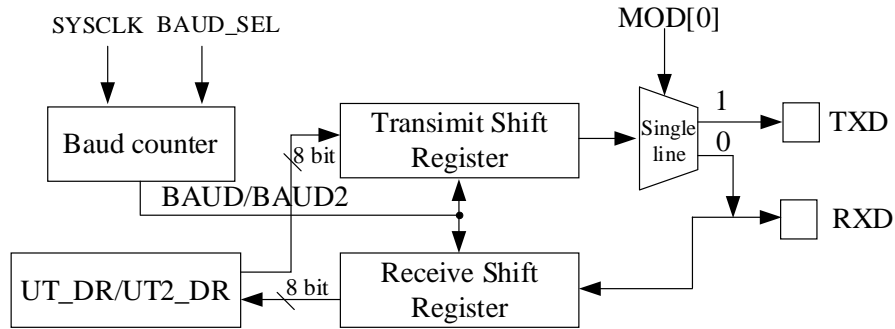 SYSCLK BAUD_SEL
MOD[0]
Baud counter
8 bit
Transimit Shift
Register
Single
line
1
0
TXD
BAUD/BAUD2
RXD
UT_DR/UT2_DR
8 bit
Receive Shift
Register